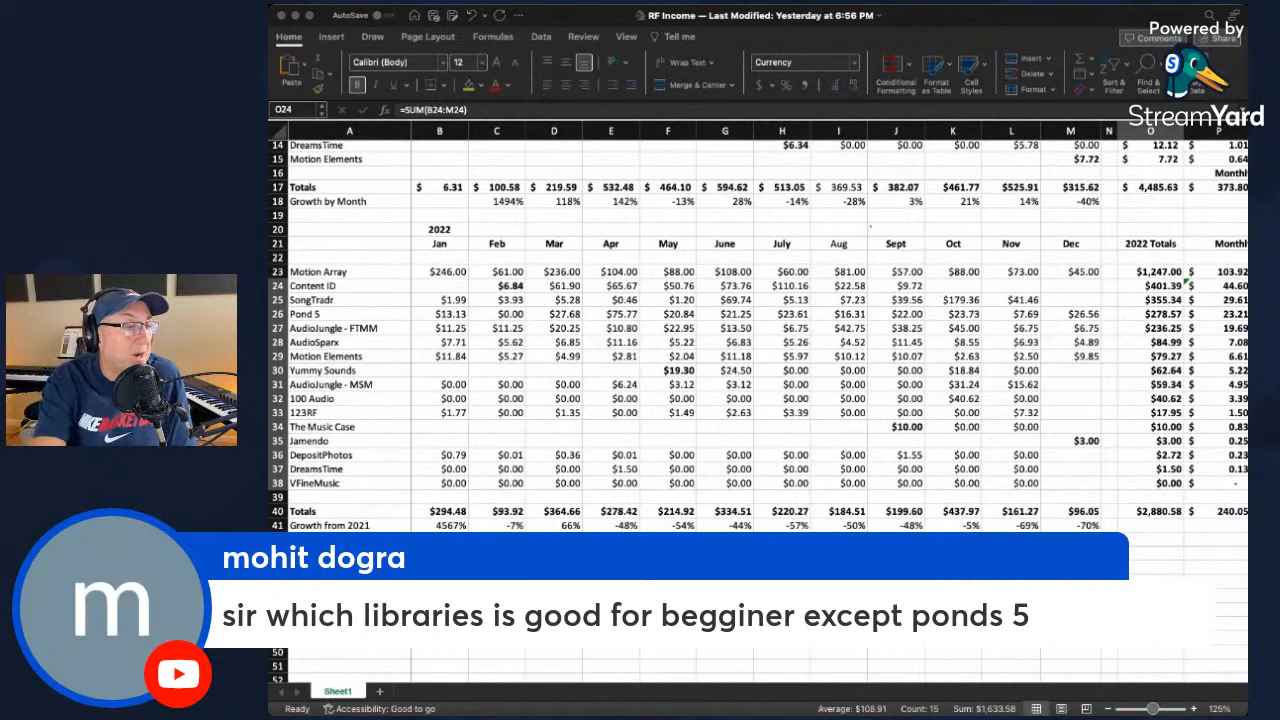 AutoSave
RF Income — Last Modified: Yesterday at 6:56 PM
Powered by
StreamYard
Home Insert Draw Page Layout Formulas Data Review View Tell me Comments Share
Paste Calibri (Body) 12 Wrap Text Merge & Center Currency Conditional Formatting Format as Table Cell Styles Insert Delete Format Sort & Filter Find & Select
O24 fx =SUM(B24:M24)
A B C D E F G H I J K L M N O P
14 DreamsTime $6.34 $0.00 $0.00 $0.00 $5.78 $0.00 $ 12.12 $ 1.01
15 Motion Elements $7.72 $ 7.72 $ 0.64
16 Monthl
17 Totals $ 6.31 $ 100.58 $ 219.59 $ 532.48 $ 464.10 $ 594.62 $ 513.05 $ 369.53 $ 382.07 $461.77 $525.91 $315.62 $ 4,485.63 $ 373.80
18 Growth by Month 1494% 118% 142% -13% 28% -14% -28% 3% 21% 14% -40%
19
20 2022
21 Jan Feb Mar Apr May June July Aug Sept Oct Nov Dec 2022 Totals Monthl
22
23 Motion Array $246.00 $61.00 $236.00 $104.00 $88.00 $108.00 $60.00 $81.00 $57.00 $88.00 $73.00 $45.00 $1,247.00 $ 103.92
24 Content ID $6.84 $61.90 $65.67 $50.76 $73.76 $110.16 $22.58 $9.72 $401.39 $ 44.60
25 SongTradr $1.99 $3.93 $5.28 $0.46 $1.20 $69.74 $5.13 $7.23 $39.56 $179.36 $41.46 $355.34 $ 29.61
26 Pond 5 $13.13 $0.00 $27.68 $75.77 $20.84 $21.25 $23.61 $16.31 $22.00 $23.73 $7.69 $26.56 $278.57 $ 23.21
27 AudioJungle - FTMM $11.25 $11.25 $20.25 $10.80 $22.95 $13.50 $6.75 $42.75 $38.25 $45.00 $6.75 $6.75 $236.25 $ 19.69
28 AudioSparx $7.71 $5.62 $6.85 $11.16 $5.22 $6.83 $5.26 $4.52 $11.45 $8.55 $6.93 $4.89 $84.99 $ 7.08
29 Motion Elements $11.84 $5.27 $4.99 $2.81 $2.04 $11.18 $5.97 $10.12 $10.07 $2.63 $2.50 $9.85 $79.27 $ 6.61
30 Yummy Sounds $19.30 $24.50 $0.00 $0.00 $0.00 $18.84 $0.00 $62.64 $ 5.22
31 AudioJungle - MSM $0.00 $0.00 $0.00 $6.24 $3.12 $3.12 $0.00 $0.00 $0.00 $31.24 $15.62 $59.34 $ 4.95
32 100 Audio $0.00 $0.00 $0.00 $0.00 $0.00 $0.00 $0.00 $0.00 $0.00 $40.62 $0.00 $40.62 $ 3.39
33 123RF $1.77 $0.00 $1.35 $0.00 $1.49 $2.63 $3.39 $0.00 $0.00 $0.00 $7.32 $17.95 $ 1.50
34 The Music Case $10.00 $0.00 $0.00 $10.00 $ 0.83
35 Jamendo $3.00 $3.00 $ 0.25
36 DepositPhotos $0.79 $0.01 $0.36 $0.01 $0.00 $0.00 $0.00 $0.00 $1.55 $0.00 $0.00 $2.72 $ 0.23
37 DreamsTime $0.00 $0.00 $0.00 $1.50 $0.00 $0.00 $0.00 $0.00 $0.00 $0.00 $0.00 $1.50 $ 0.13
38 VFineMusic $0.00 $0.00 $0.00 $0.00 $0.00 $0.00 $0.00 $0.00 $0.00 $0.00 $0.00 $0.00 $ -
39
40 Totals $294.48 $93.92 $364.66 $278.42 $214.92 $334.51 $220.27 $184.51 $199.60 $437.97 $161.27 $96.05 $2,880.58 $ 240.05
41 Growth from 2021 4567% -7% 66% -48% -54% -44% -57% -50% -48% -5% -69% -70%
m
mohit dogra
sir which libraries is good for begginer except ponds 5
50
51
52
Sheet1
Ready Accessibility: Good to go Average: $108.91 Count: 15 Sum: $1,633.58 125%